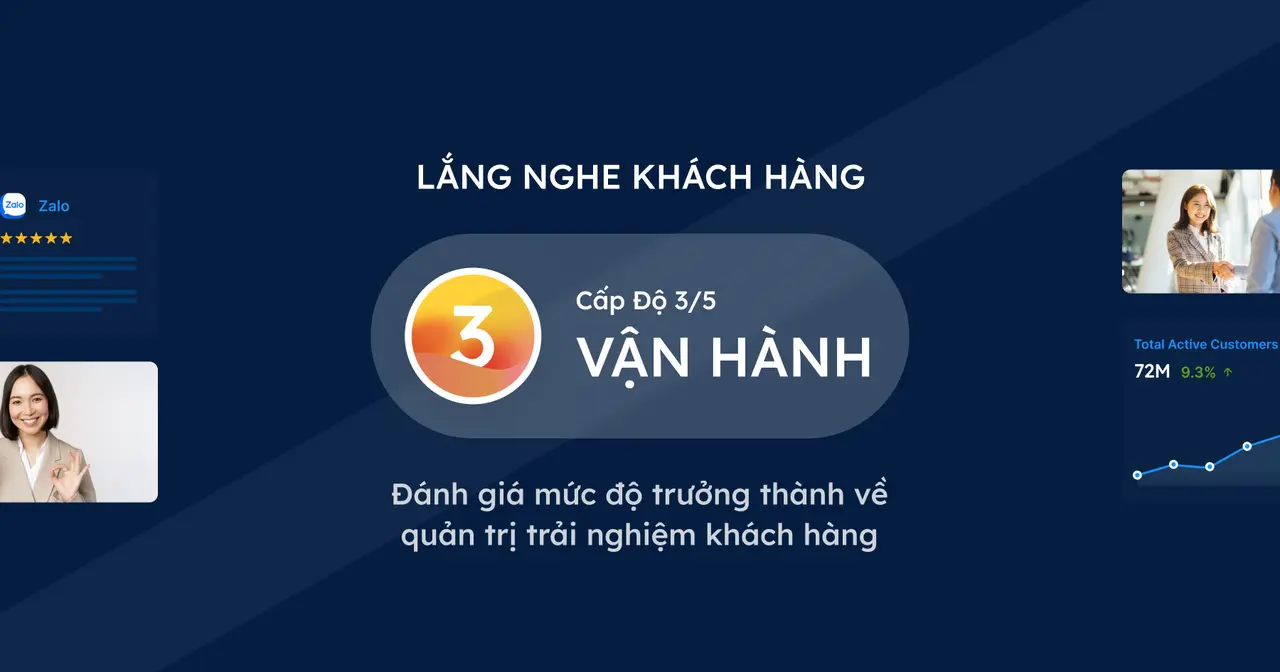 LẮNG NGHE KHÁCH HÀNG
Zalo
Zalo
3
Cấp Độ 3/5
VẬN HÀNH
Total Active Customers
72M 9.3% ↑
Đánh giá mức độ trưởng thành về
quản trị trải nghiệm khách hàng